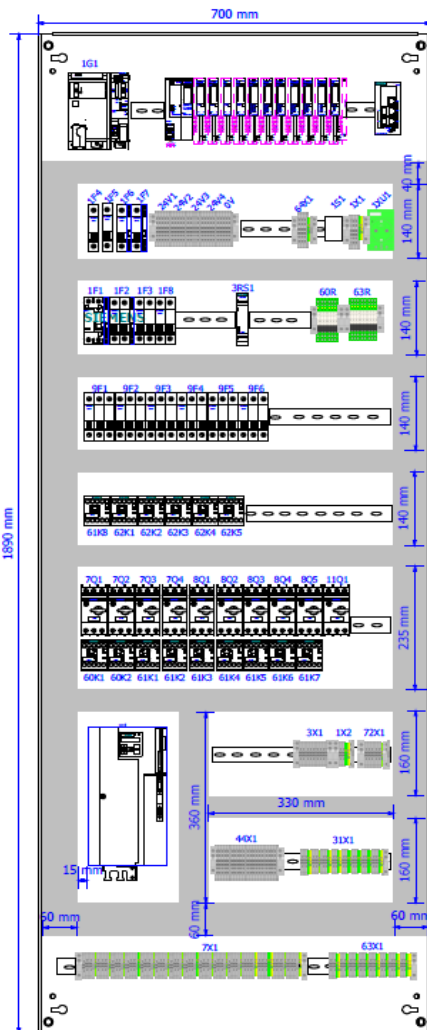 700 mm
1G1
40 mm
1F4 1F5 1F6 1F7 24V1 24V2 24V3 24V4 0V 1S1 1X1 1XU1
140 mm
1F1 1F2 1F3 1F8 3RS1 60R 63R
SIEMENS
140 mm
9F1 9F2 9F3 9F4 9F5 9F6
140 mm
61K8 62K1 62K2 62K3 62K4 62K5
140 mm
1890 mm
7Q1 7Q2 7Q3 7Q4 8Q1 8Q2 8Q3 8Q4 8Q5 11Q1
235 mm
60K1 60K2 61K1 61K2 61K3 61K4 61K5 61K6 61K7
3X1 1X2 72X1
160 mm
360 mm
330 mm
44X1 31X1
160 mm
15 mm
60 mm
60 mm
60 mm
7X1 63X1